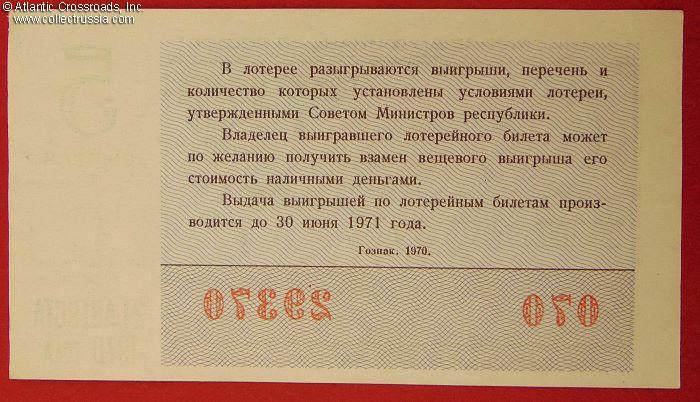 © Atlantic Crossroads, Inc.
www.collectrussia.com
В лотерее разыгрываются выигрыши, перечень и
количество которых установлены условиями лотереи,
утвержденными Советом Министров республики.
Владелец выигравшего лотерейного билета может
по желанию получить взамен вещевого выигрыша его
стоимость наличными деньгами.
Выдача выигрышей по лотерейным билетам произ-
водится до 30 июня 1971 года.
Гознак. 1970.
29370
070